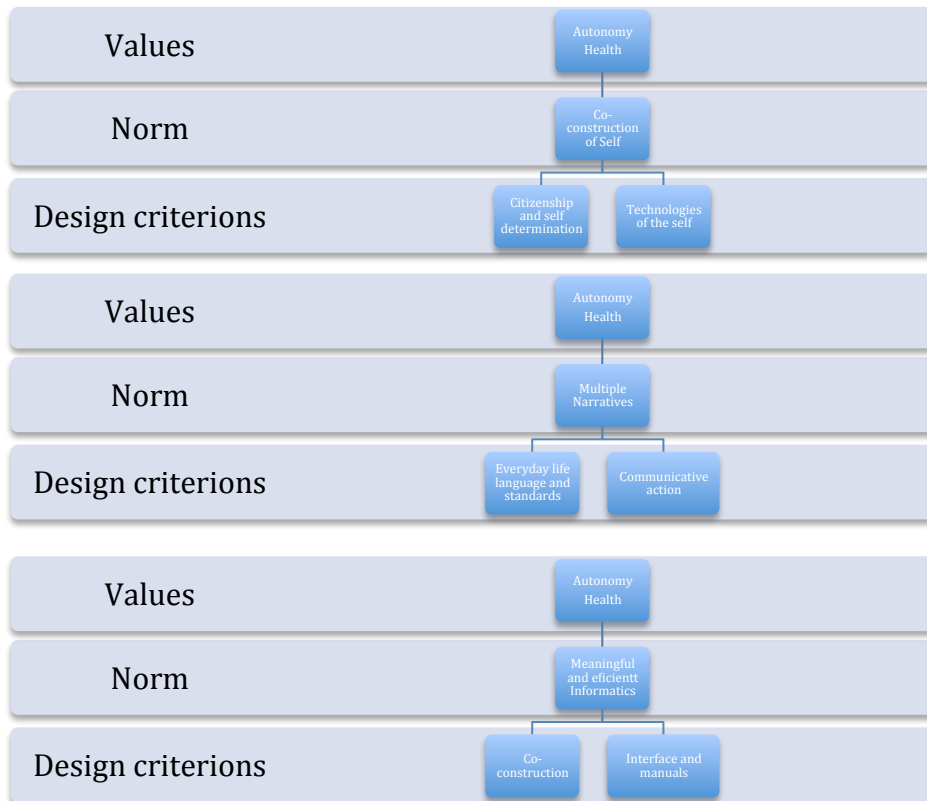 Values
Autonomy
Health
Norm
Co-
construction
of Self
Design criterions
Citizenship
and self
determination
Technologies
of the self
Values
Autonomy
Health
Norm
Multiple
Narratives
Design criterions
Everyday life
language and
standards
Communicative
action
Values
Autonomy
Health
Norm
Meaningful
and eficientt
Informatics
Design criterions
Co-
construction
Interface and
manuals